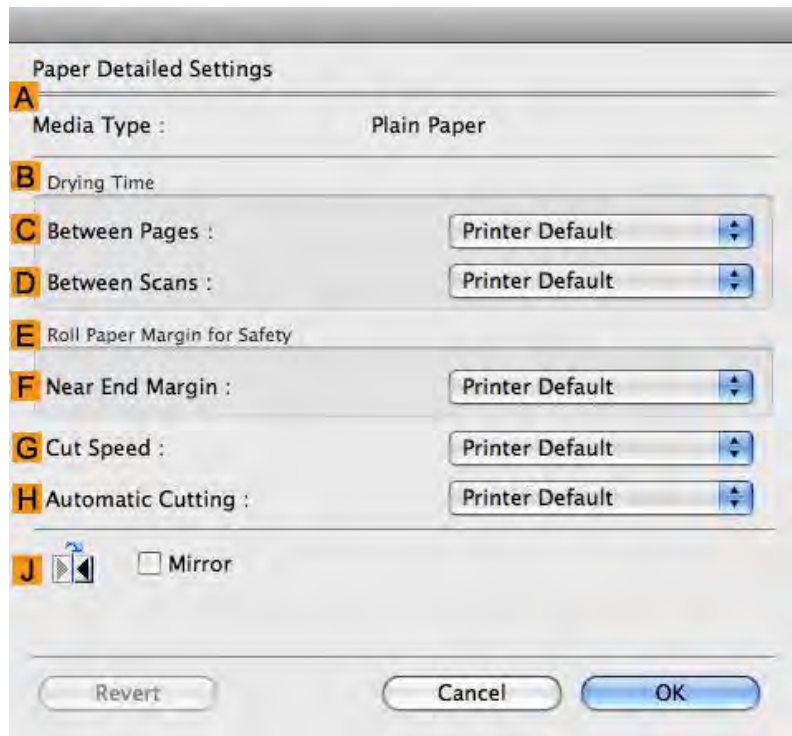 Paper Detailed Settings
A
Media Type : Plain Paper
B Drying Time
C Between Pages : Printer Default
D Between Scans : Printer Default
E Roll Paper Margin for Safety
F Near End Margin : Printer Default
G Cut Speed : Printer Default
H Automatic Cutting : Printer Default
J Mirror
Revert Cancel OK